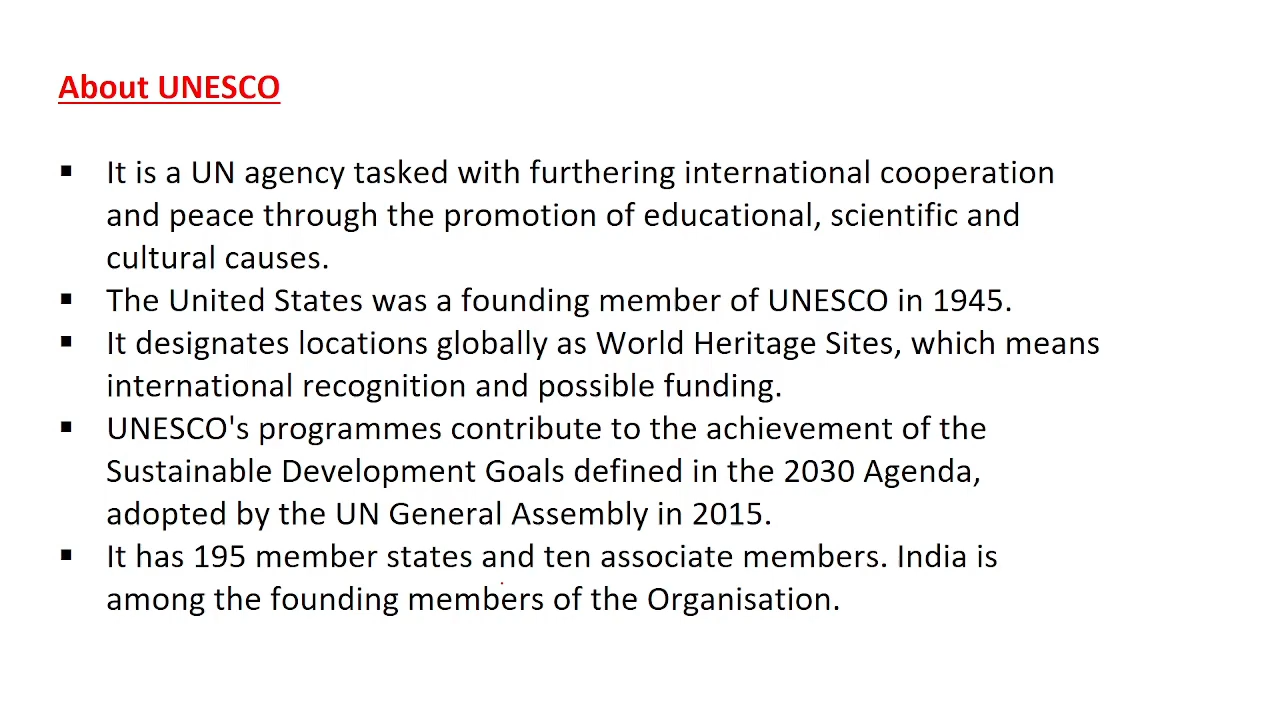 About UNESCO
▪ It is a UN agency tasked with furthering international cooperation
and peace through the promotion of educational, scientific and
cultural causes.
▪ The United States was a founding member of UNESCO in 1945.
▪ It designates locations globally as World Heritage Sites, which means
international recognition and possible funding.
▪ UNESCO's programmes contribute to the achievement of the
Sustainable Development Goals defined in the 2030 Agenda,
adopted by the UN General Assembly in 2015.
▪ It has 195 member states and ten associate members. India is
among the founding members of the Organisation.